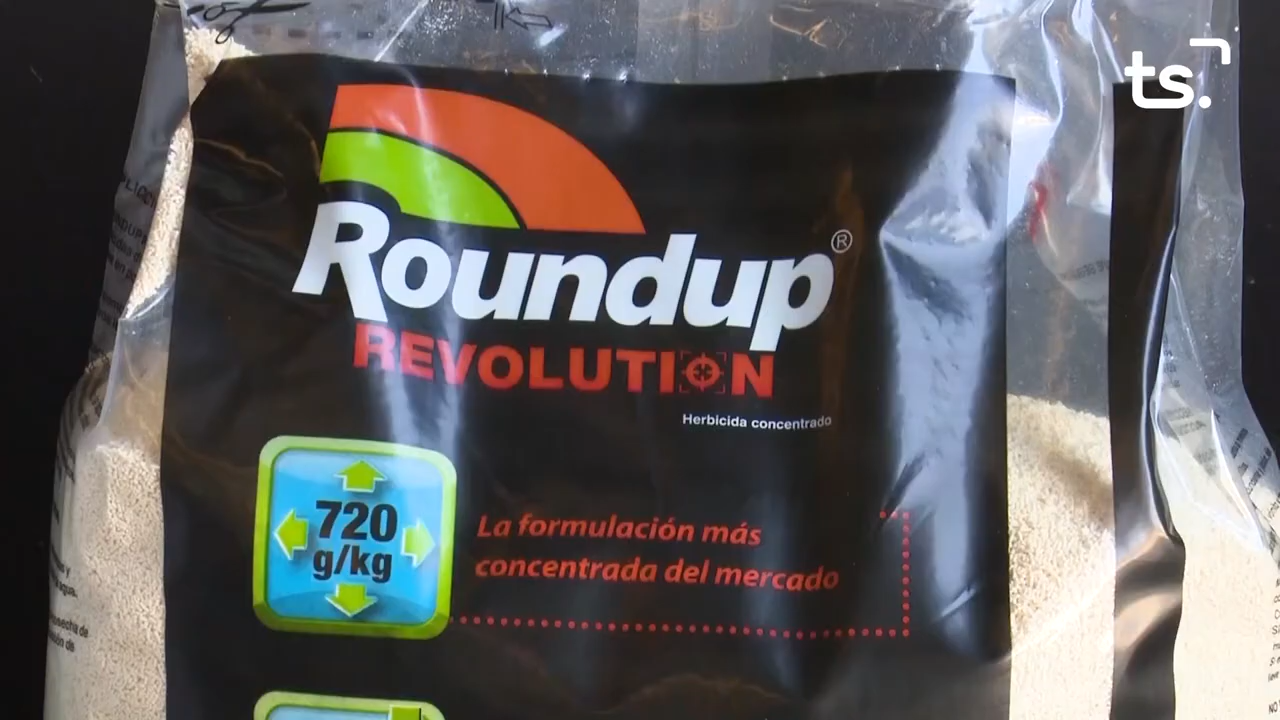 ts.
Roundup®
REVOLUTION
Herbicida concentrado
720
g/kg
La formulación más
concentrada del mercado